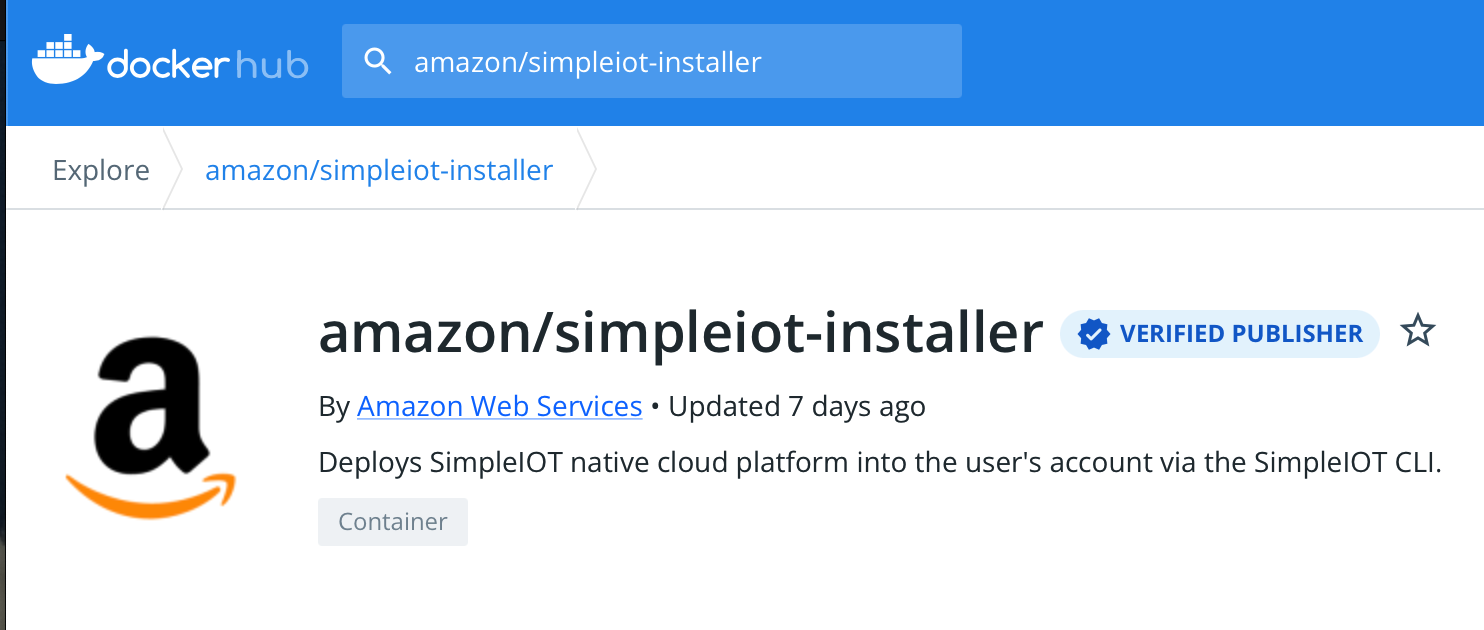 docker hub
amazon/simpleiot-installer
Explore
amazon/simpleiot-installer
a
amazon/simpleiot-installer
VERIFIED PUBLISHER
By Amazon Web Services • Updated 7 days ago
Deploys SimpleIOT native cloud platform into the user's account via the SimpleIOT CLI.
Container